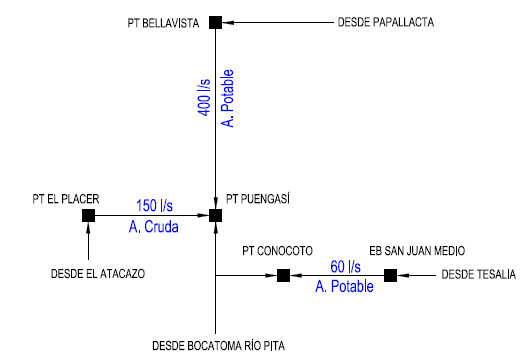 PT BELLAVISTA
DESDE PAPALLACTA
400 l/s
A. Potable
PT EL PLACER
150 l/s
A. Cruda
PT PUENGASÍ
DESDE EL ATACAZO
PT CONOCOTO
EB SAN JUAN MEDIO
60 l/s
A. Potable
DESDE TESALIA
DESDE BOCATOMA RÍO PITA